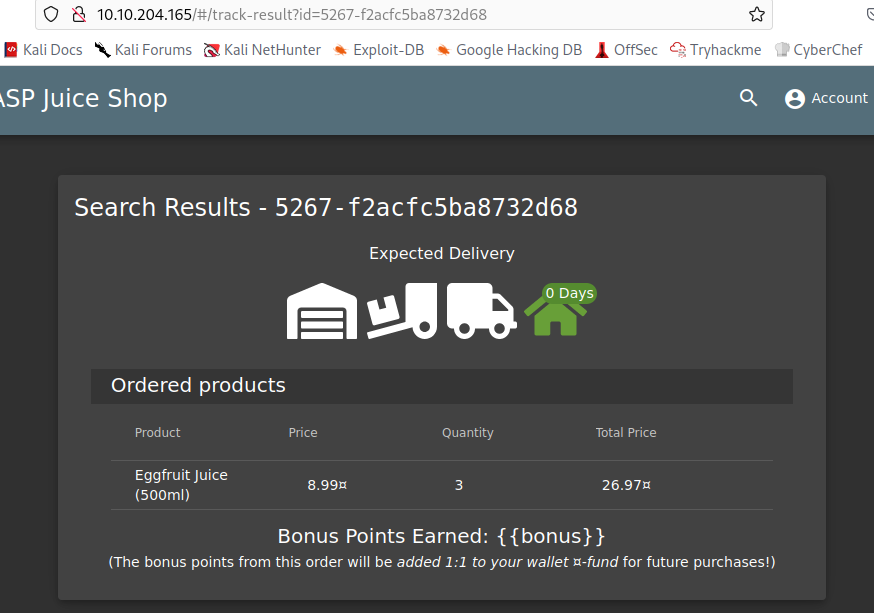 10.10.204.165/#/track-result?id=5267-f2acfc5ba8732d68
Kali Docs Kali Forums Kali NetHunter Exploit-DB Google Hacking DB OffSec Tryhackme CyberChef
ASP Juice Shop Account
Search Results - 5267-f2acfc5ba8732d68
Expected Delivery
0 Days
Ordered products
Product Price Quantity Total Price
Eggfruit Juice
(500ml) 8.99¤ 3 26.97¤
Bonus Points Earned: {{bonus}}
(The bonus points from this order will be added 1:1 to your wallet ¤-fund for future purchases!)